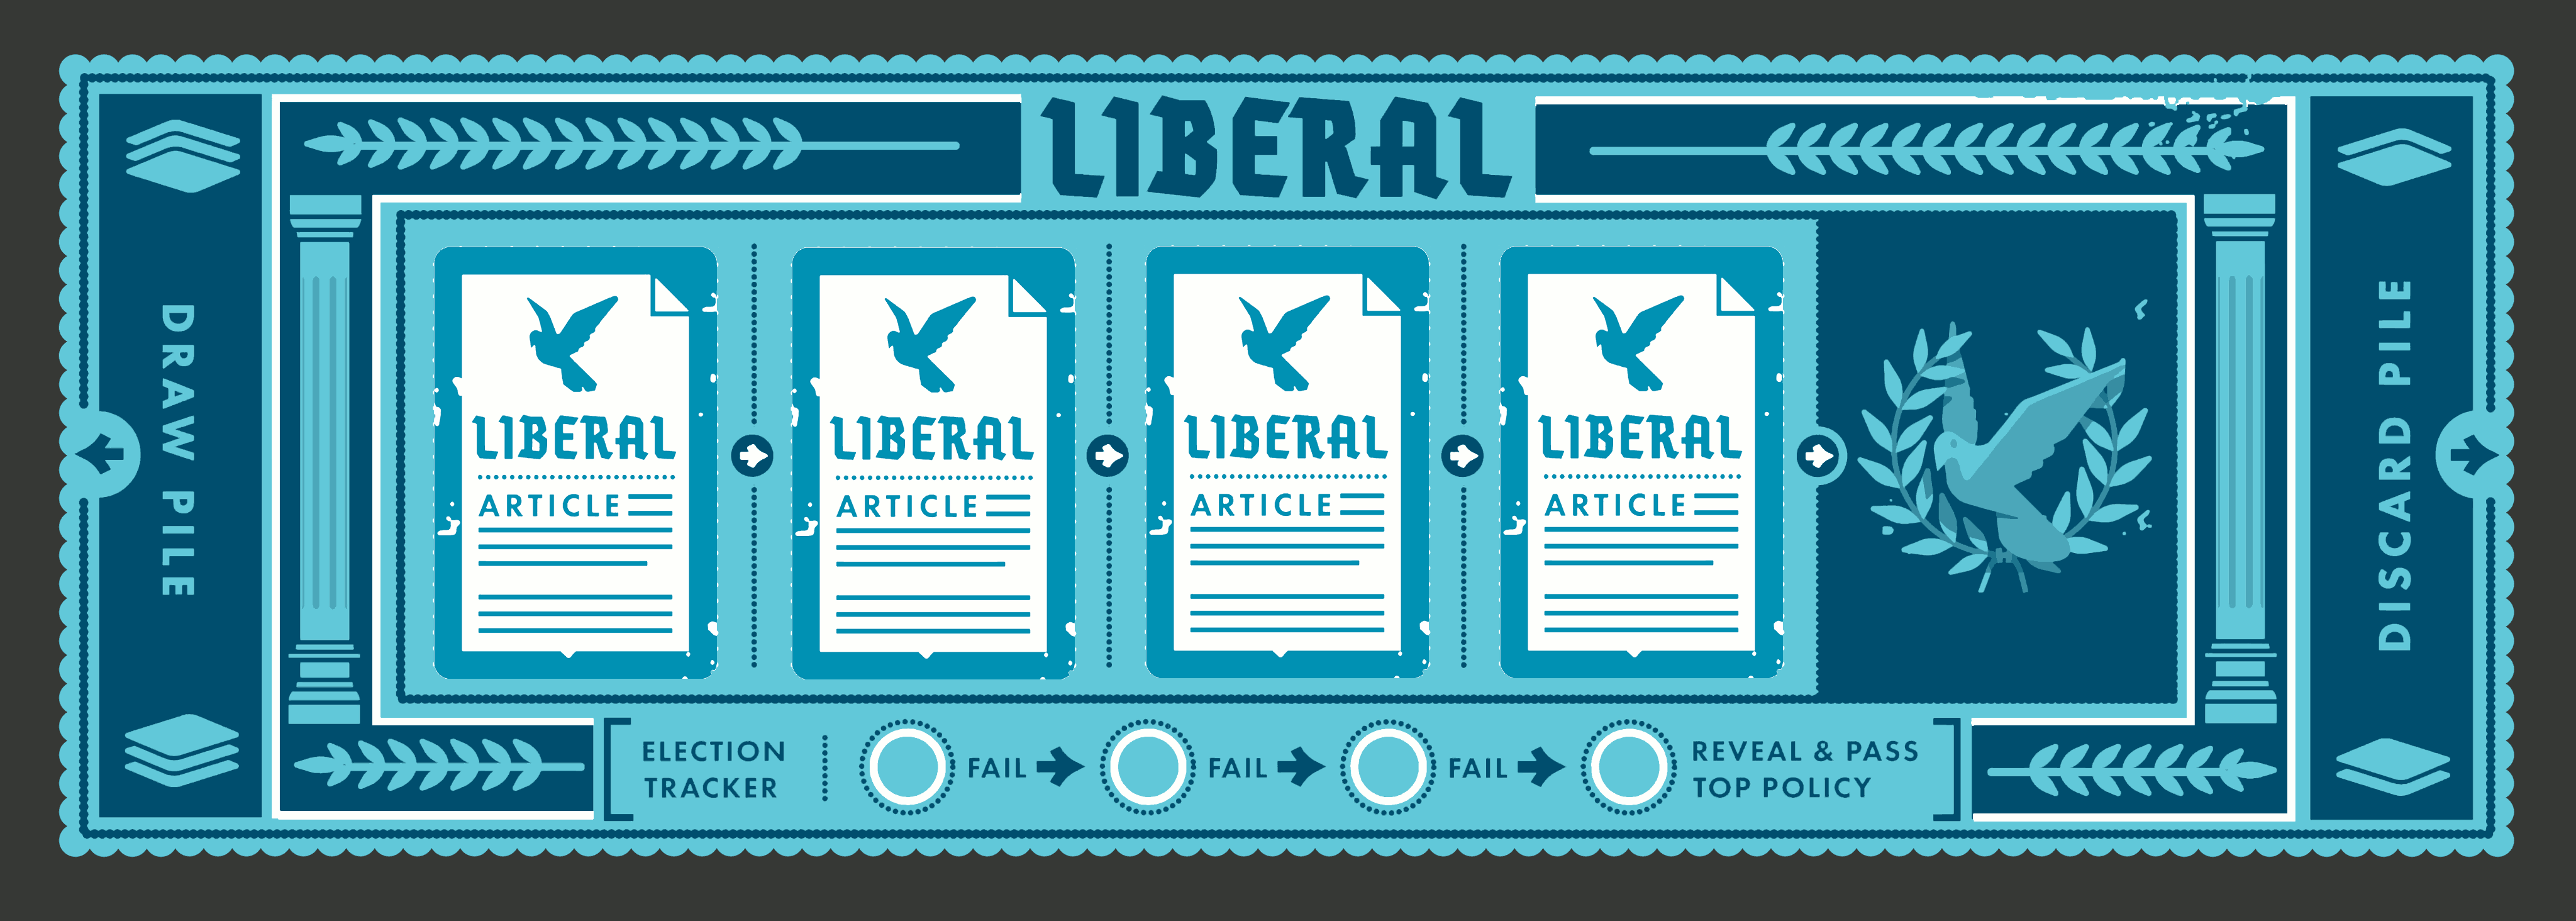 LIBERAL
DRAW PILE
LIBERAL
ARTICLE
LIBERAL
ARTICLE
LIBERAL
ARTICLE
LIBERAL
ARTICLE
DISCARD PILE
ELECTION
TRACKER
FAIL
FAIL
FAIL
REVEAL & PASS
TOP POLICY